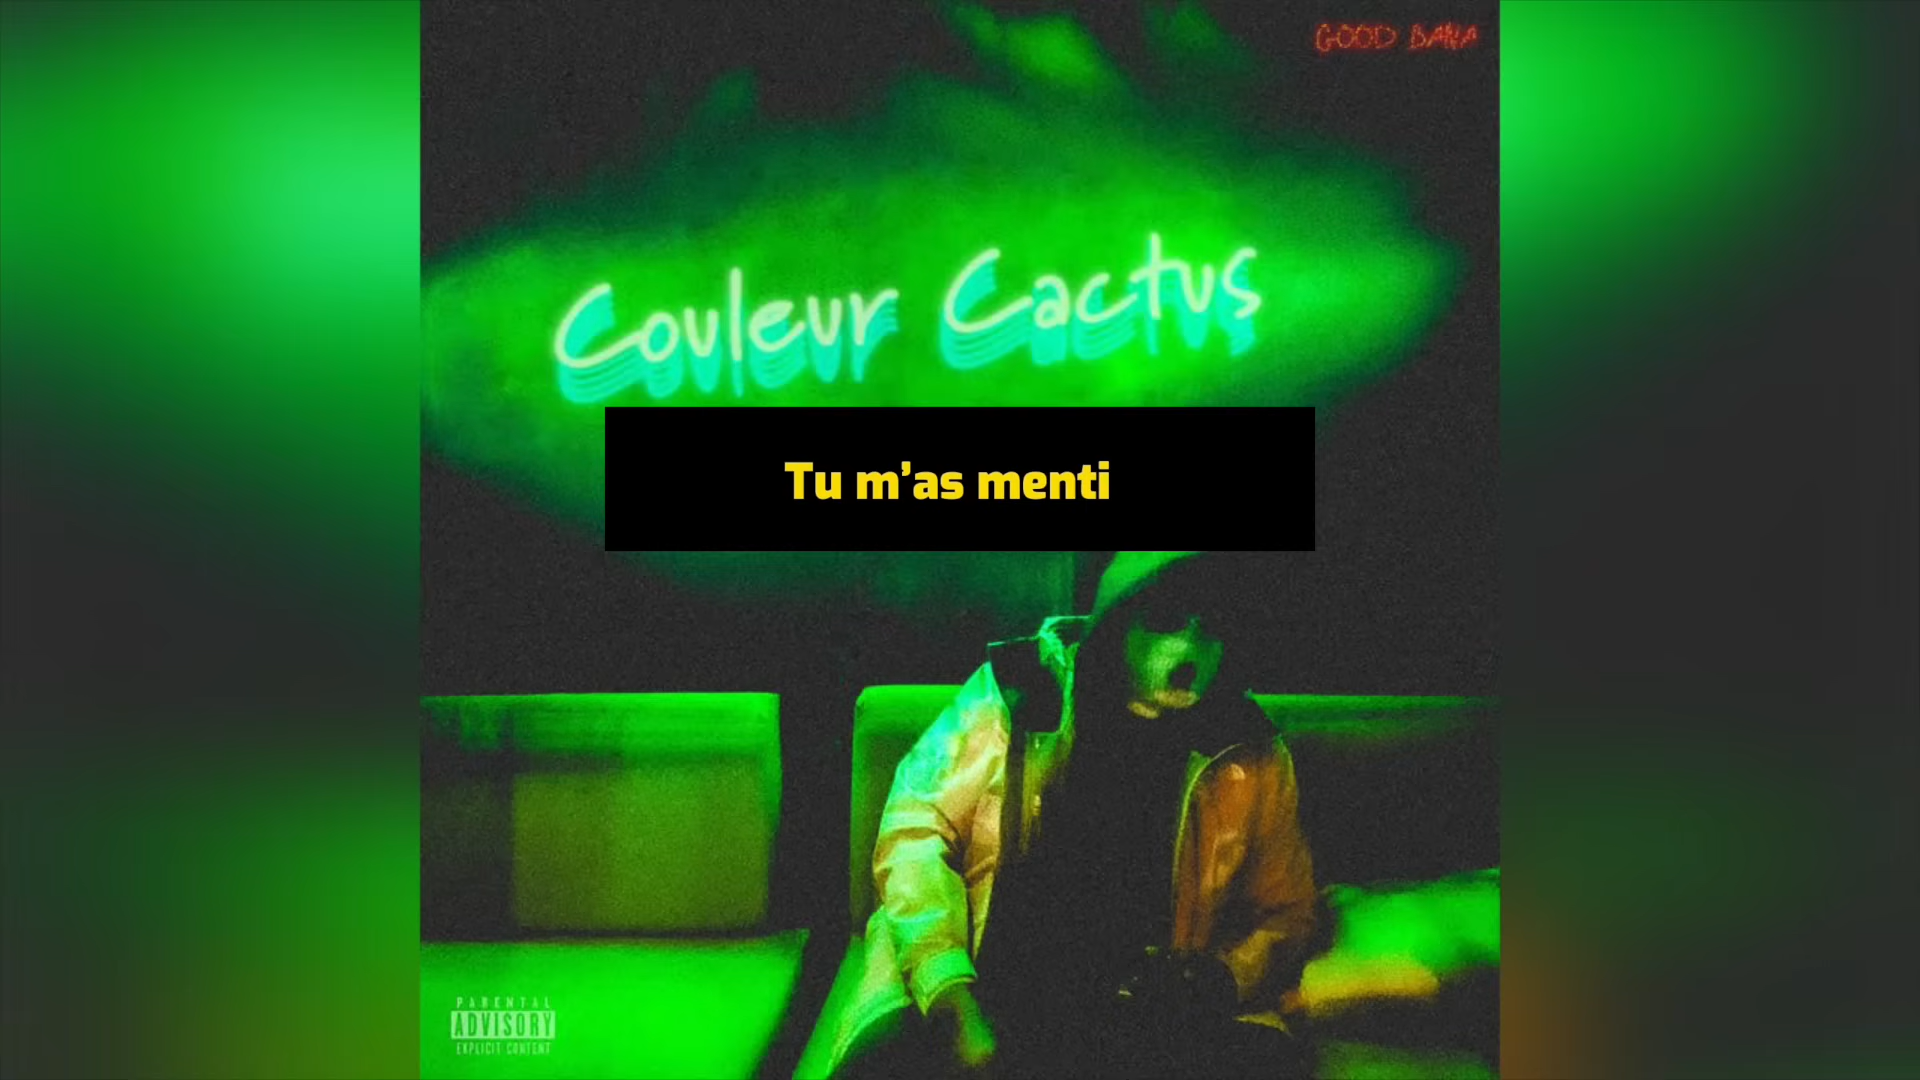 GOOD BANA
Couleur Cactus
Tu m’as menti
PARENTAL
ADVISORY
EXPLICIT CONTENT